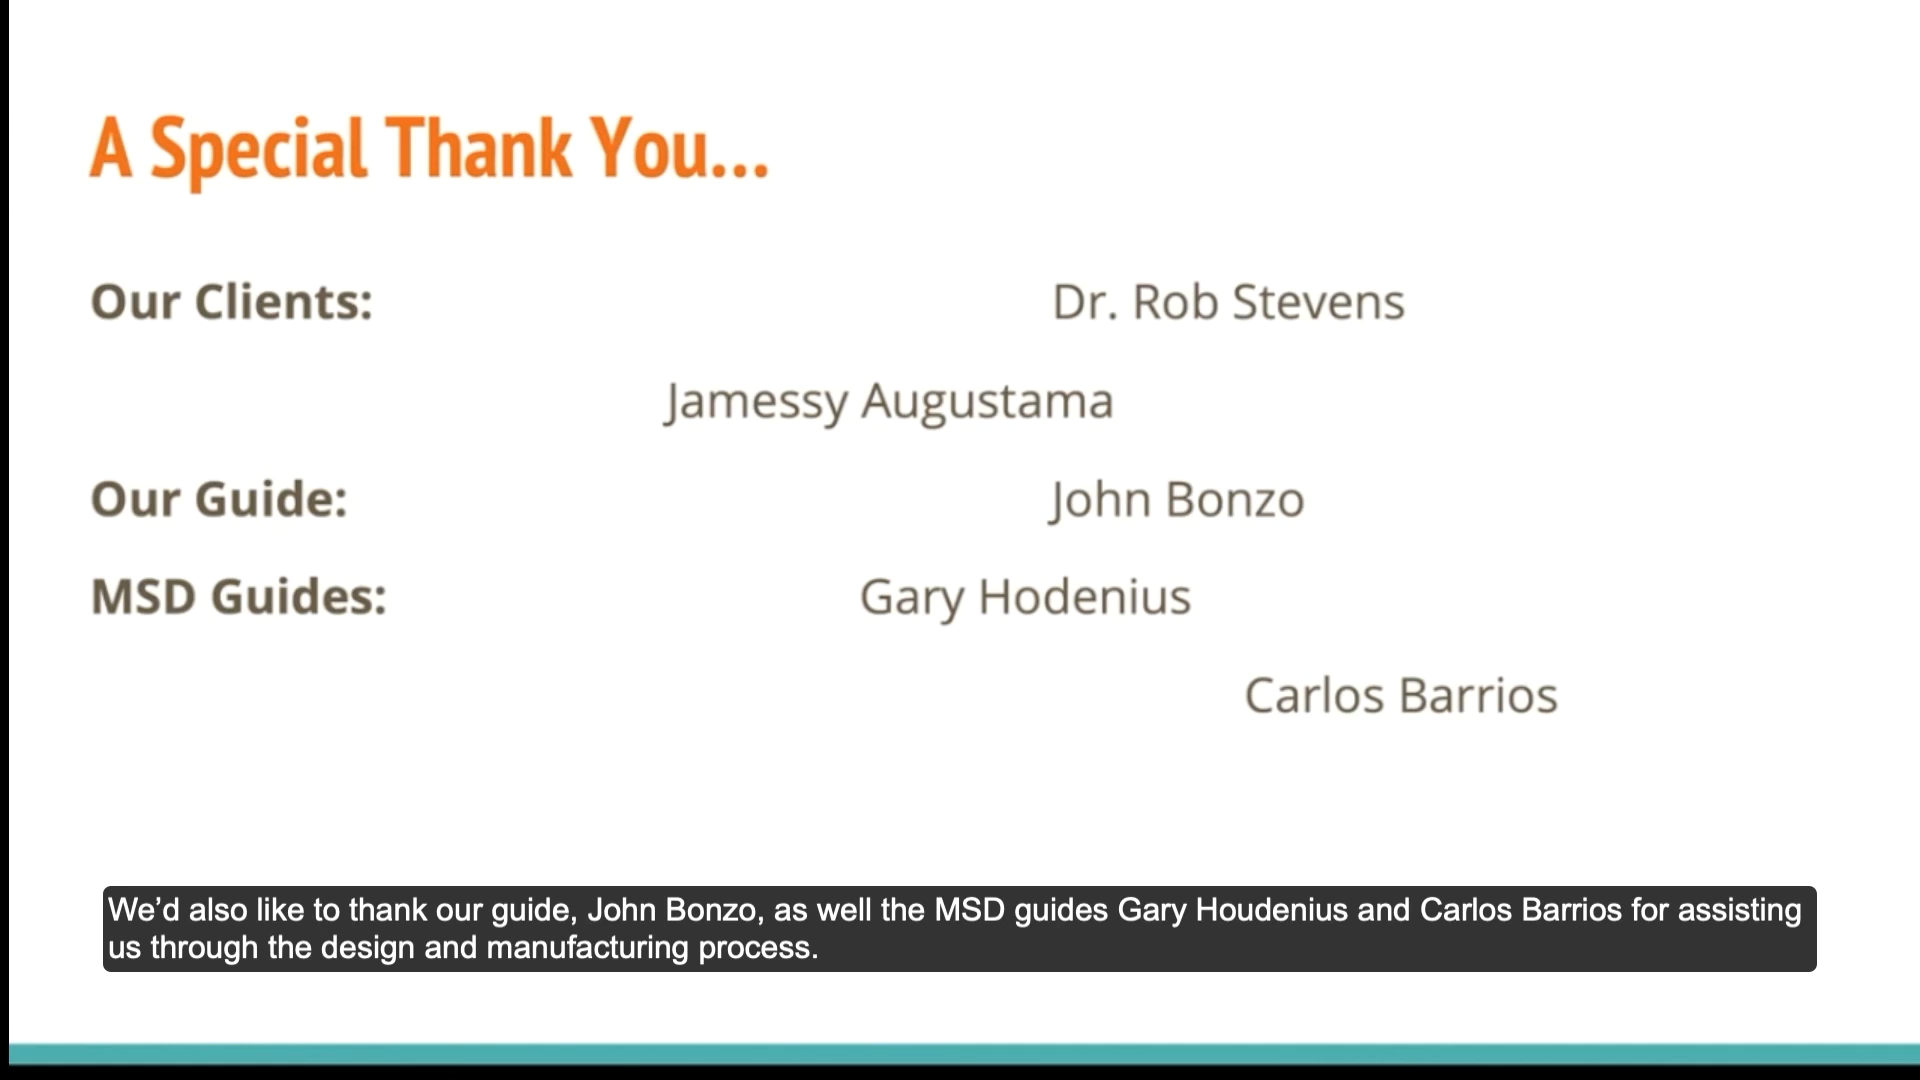 A Special Thank You...
Our Clients: Dr. Rob Stevens
Jamessy Augustama
Our Guide: John Bonzo
MSD Guides: Gary Hodenius
Carlos Barrios
We’d also like to thank our guide, John Bonzo, as well the MSD guides Gary Houdenius and Carlos Barrios for assisting
us through the design and manufacturing process.